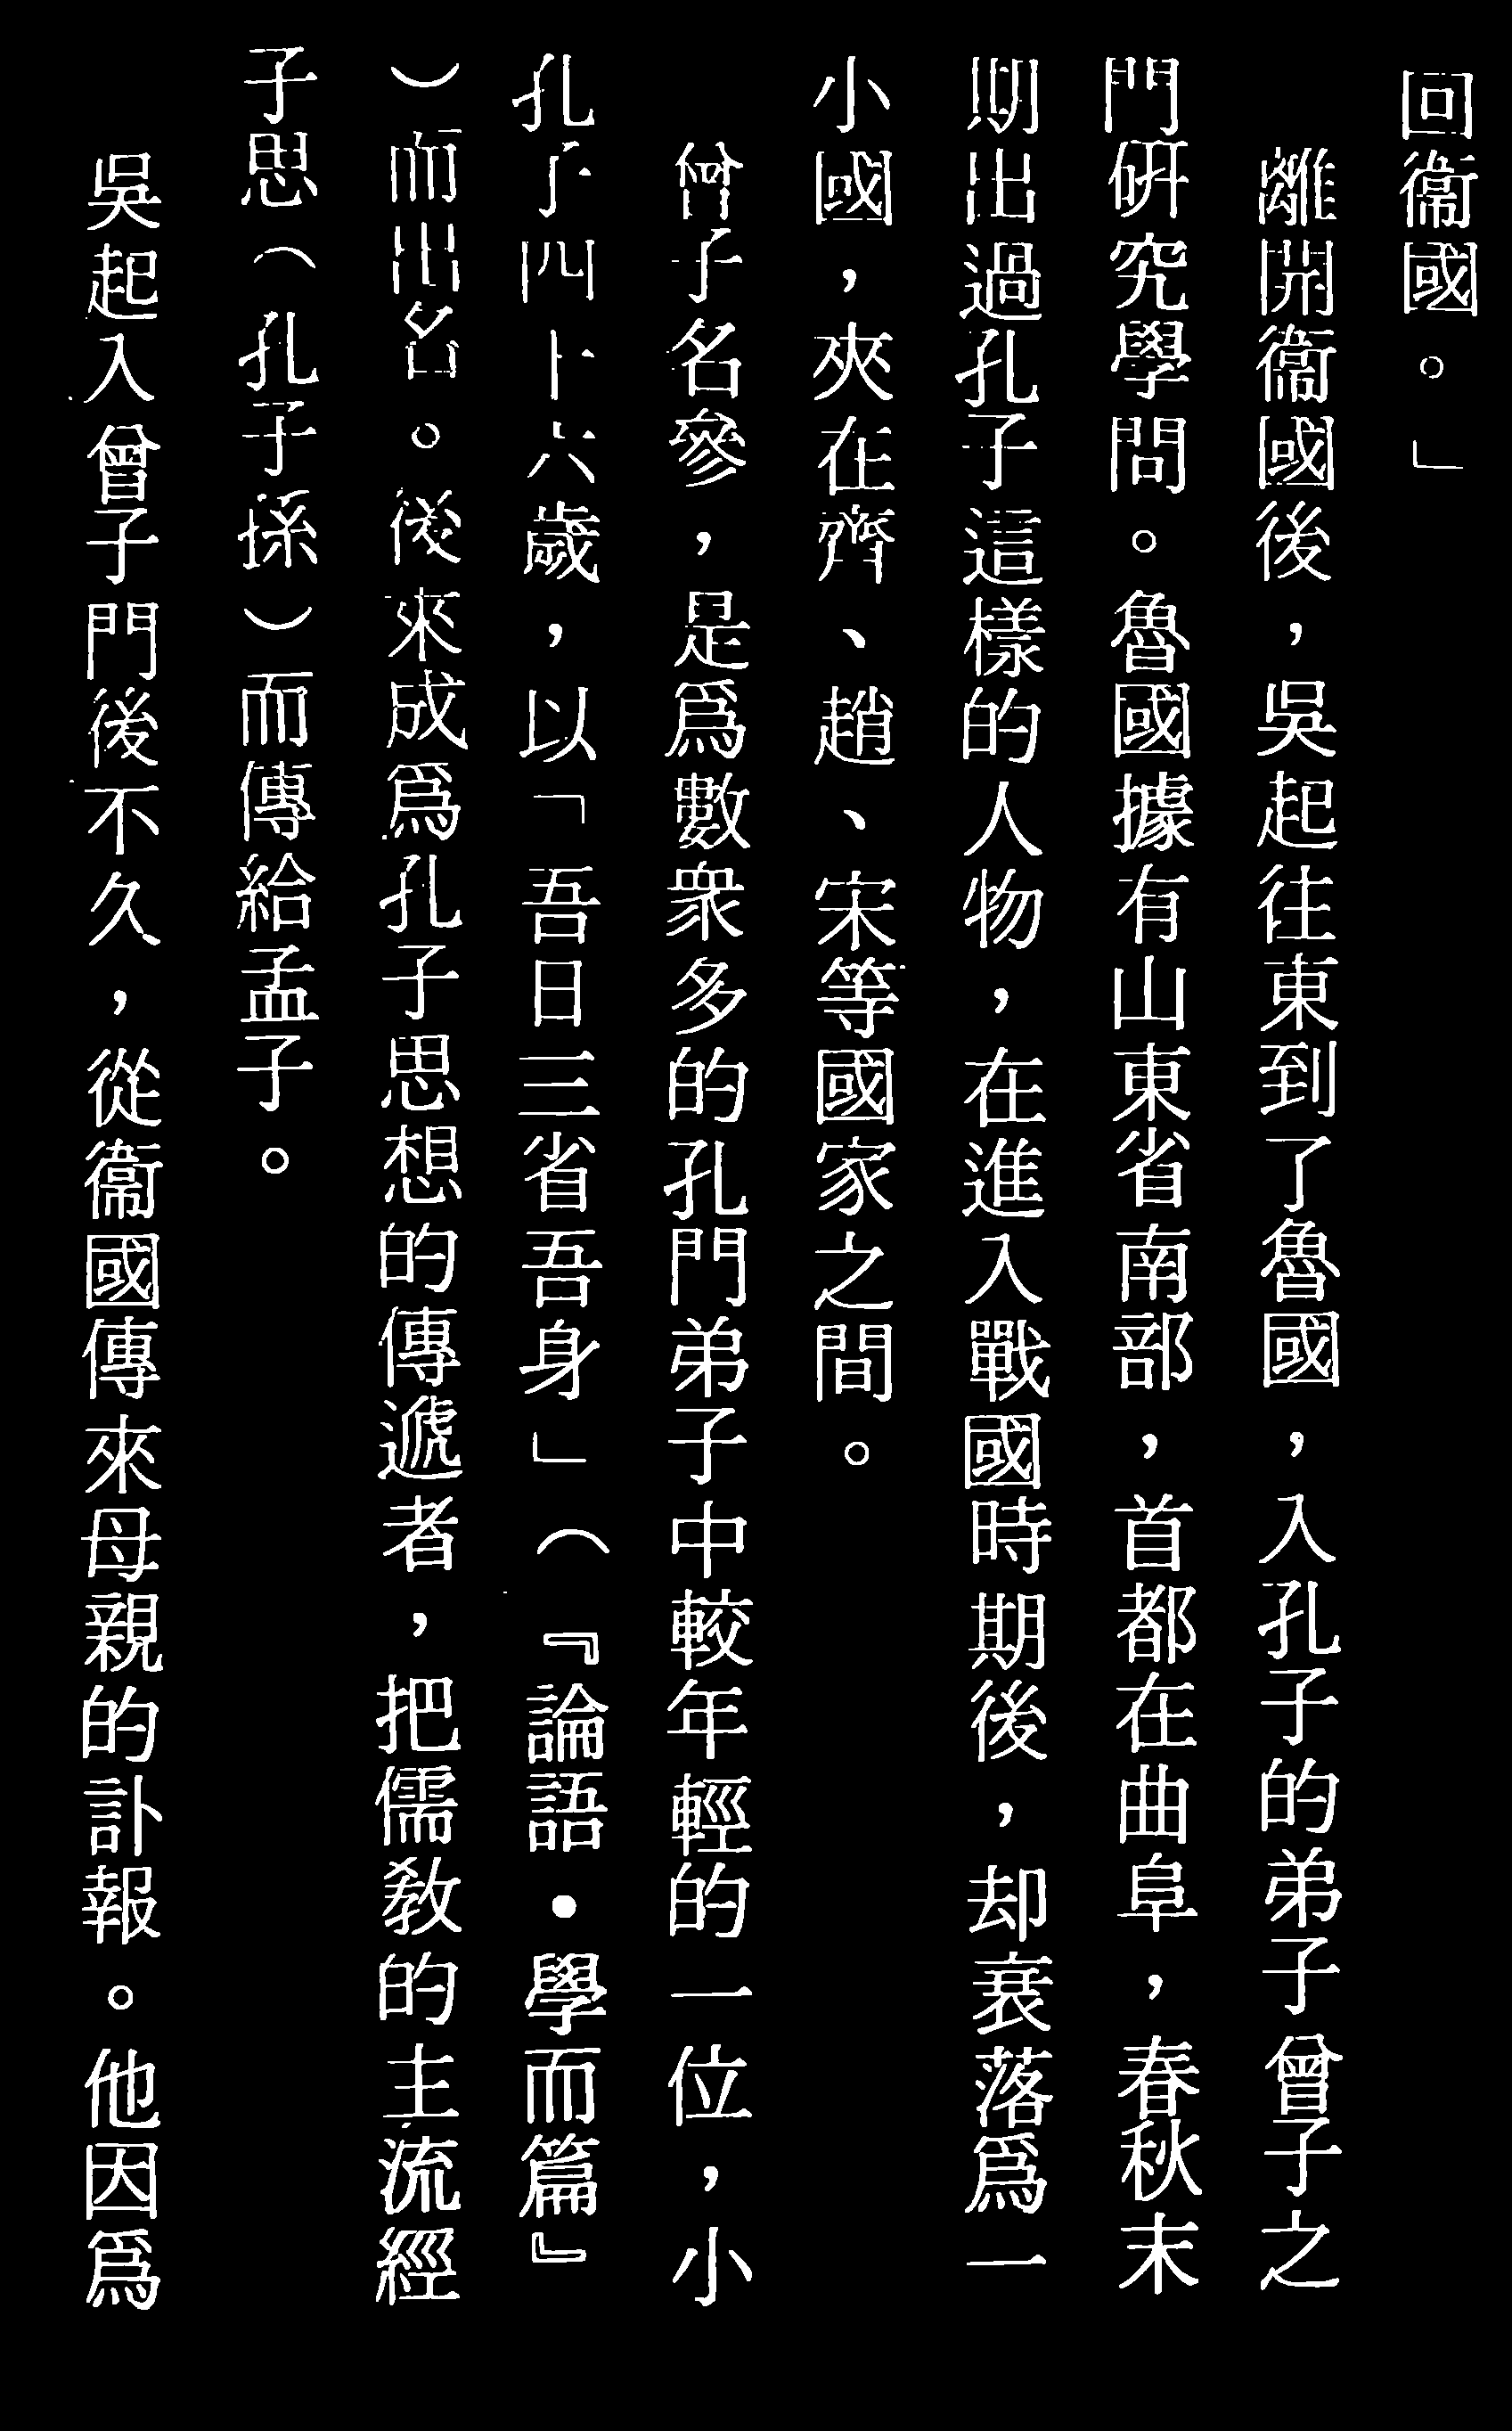 回衞國。」
離開衞國後，吳起往東到了魯國，入孔子的弟子曾子之
門研究學問。魯國據有山東省南部，首都在曲阜，春秋末
期出過孔子這樣的人物，在進入戰國時期後，却衰落爲一
小國，夾在齊、趙、宋等國家之間。
曾子名參，是爲數衆多的孔門弟子中較年輕的一位，小
孔子四十六歲，以「吾日三省吾身」（『論語•學而篇』
）而出名。後來成爲孔子思想的傳遞者，把儒教的主流經
子思（孔子孫）而傳給孟子。
吳起入曾子門後不久，從衞國傳來母親的訃報。他因爲